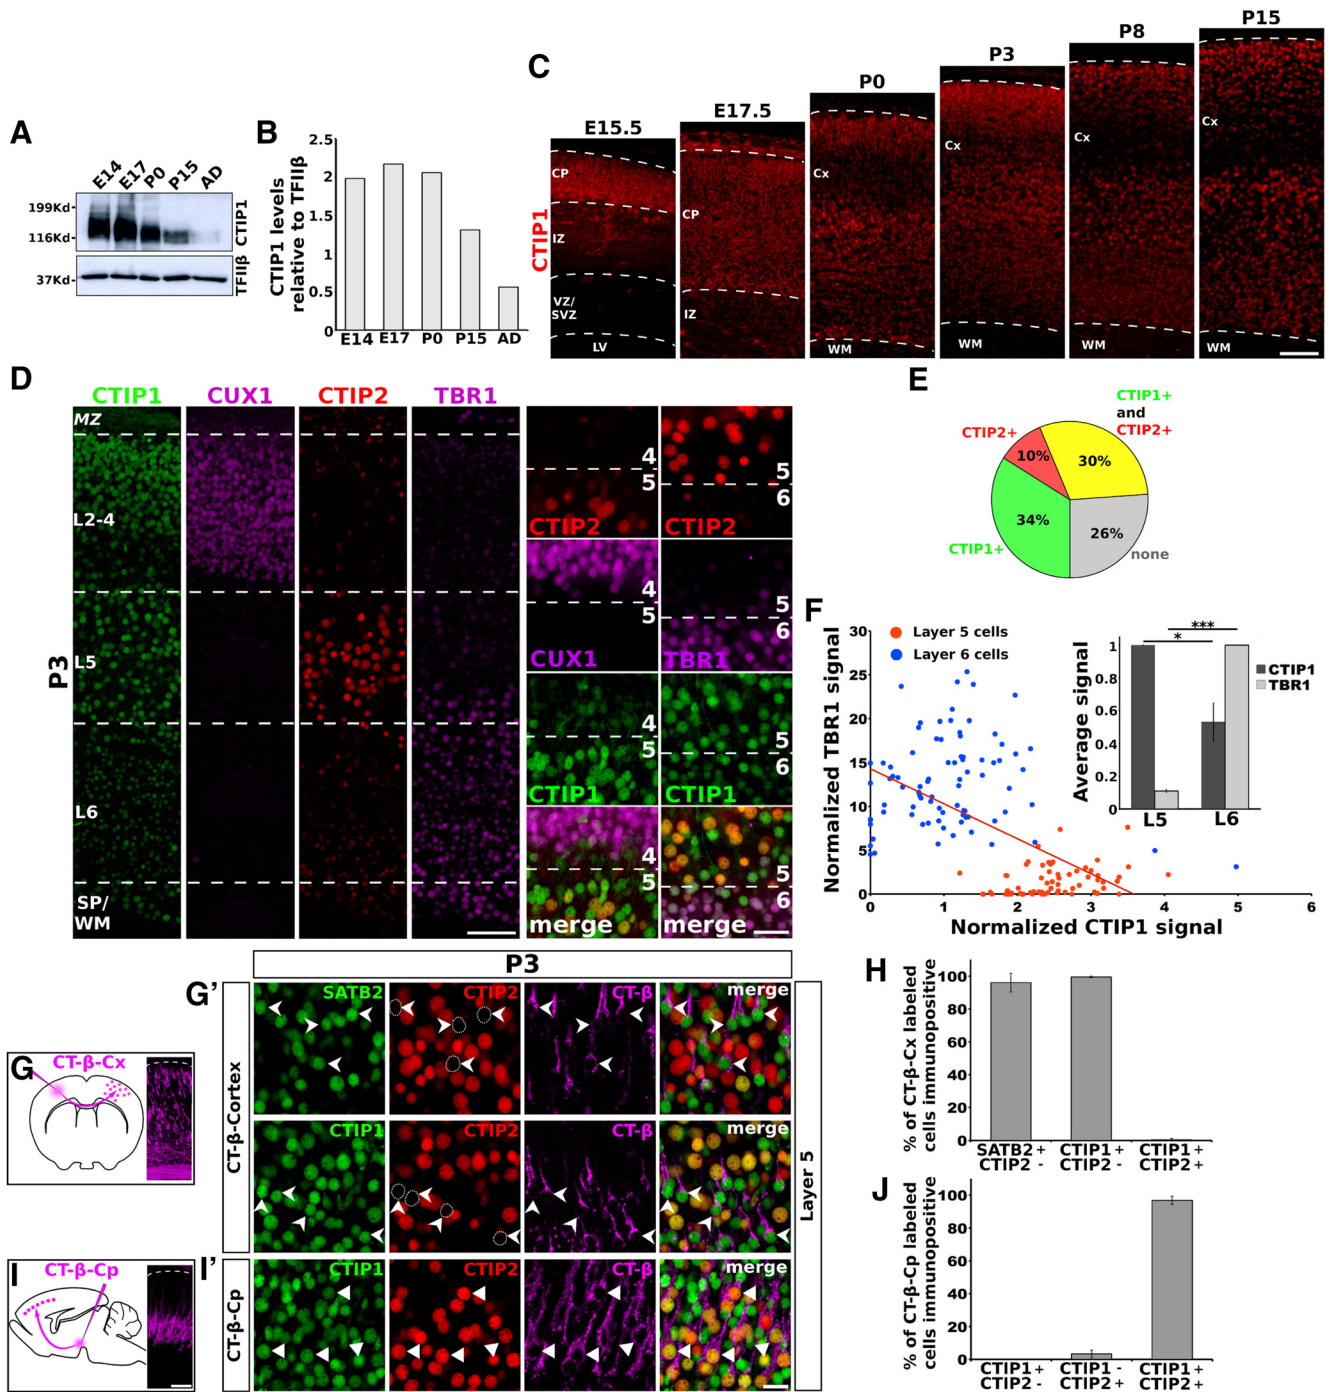 A
E14 E17 P0 P15 AD
199Kd-
116Kd-
37Kd-
CTIP1
TFIIβ
B
CTIP1 levels
relative to TFIIβ
2.5
2
1.5
1
0.5
0
E14 E17 P0 P15 AD
C
CTIP1
E15.5
CP
IZ
VZ/
SVZ
LV
E17.5
CP
IZ
P0
Cx
WM
P3
Cx
WM
P8
Cx
WM
P15
Cx
WM
D
P3
CTIP1 CUX1 CTIP2 TBR1
MZ
L2-4
L5
L6
SP/
WM
4
5
CTIP2
5
6
CTIP2
4
5
CUX1
5
6
TBR1
4
5
CTIP1
5
6
CTIP1
4
5
merge
5
6
merge
E
CTIP1+
and
CTIP2+
CTIP2+
10%
30%
34%
26%
CTIP1+
none
F
Normalized TBR1 signal
30
25
20
15
10
5
0
0 1 2 3 4 5 6
Normalized CTIP1 signal
Layer 5 cells
Layer 6 cells
Average signal
1
0.8
0.6
0.4
0.2
0
***
*
CTIP1
TBR1
L5 L6
G
CT-β-Cx
G'
P3
CT-β-Cortex
SATB2 CTIP2 CT-β merge
CTIP1 CTIP2 CT-β merge
Layer 5
I
CT-β-Cp
I'
CT-β-Cp
CTIP1 CTIP2 CT-β merge
H
% of CT-β-Cx labeled
cells immunopositive
100
80
60
40
20
0
SATB2 + CTIP1 + CTIP1 +
CTIP2 - CTIP2 - CTIP2 +
J
% of CT-β-Cp labeled
cells immunopositive
100
80
60
40
20
0
CTIP1 + CTIP1 - CTIP1 +
CTIP2 - CTIP2 + CTIP2 +